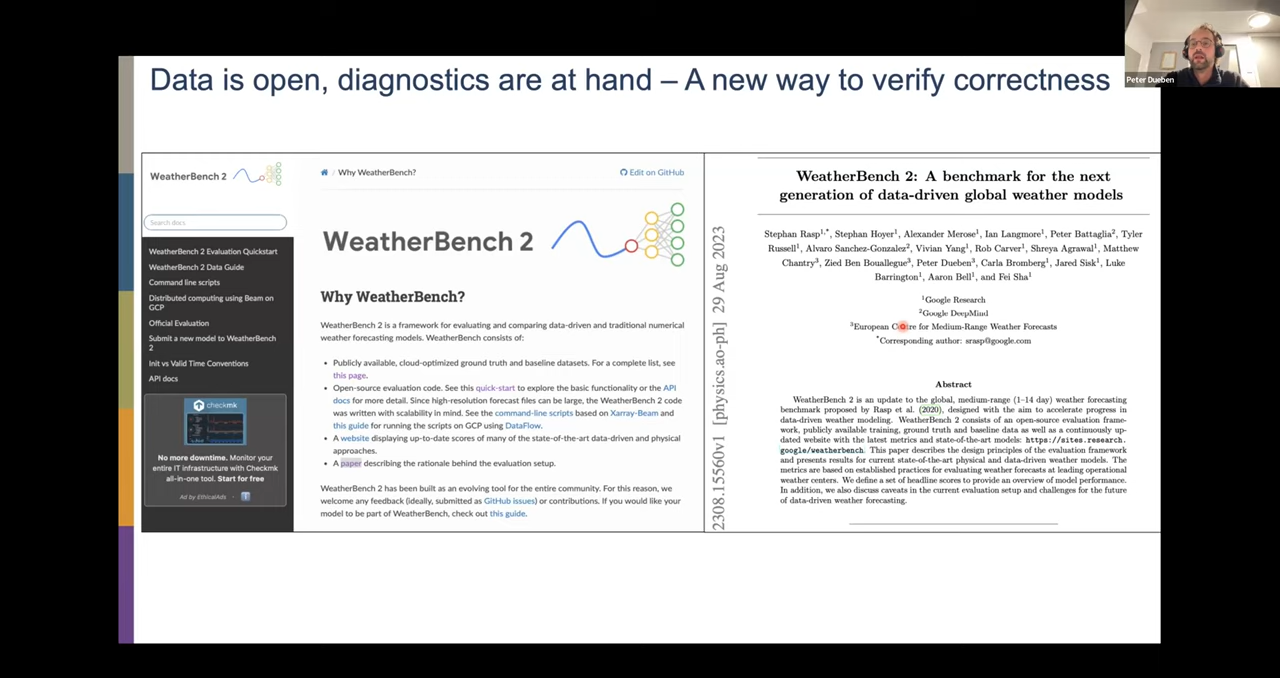 Peter Dueben
Data is open, diagnostics are at hand – A new way to verify correctness
WeatherBench 2
Search docs
WeatherBench 2 Evaluation Quickstart
WeatherBench 2 Data Guide
Command line scripts
Distributed computing using Beam on
GCP
Official Evaluation
Submit a new model to WeatherBench
2
Init vs Valid Time Conventions
API docs
checkmk
No more downtime. Monitor your
entire IT infrastructure with Checkmk
all-in-one tool. Start for free
Ad by EthicalAds
Why WeatherBench?
Edit on GitHub
WeatherBench 2
Why WeatherBench?
WeatherBench 2 is a framework for evaluating and comparing data-driven and traditional numerical
weather forecasting models. WeatherBench consists of:
• Publicly available, cloud-optimized ground truth and baseline datasets. For a complete list, see
this page.
• Open-source evaluation code. See this quick-start to explore the basic functionality or the API
docs for more detail. Since high-resolution forecast files can be large, the WeatherBench 2 code
was written with scalability in mind. See the command-line scripts based on Xarray-Beam and
this guide for running the scripts on GCP using DataFlow.
• A website displaying up-to-date scores of many of the state-of-the-art data-driven and physical
approaches.
• A paper describing the rationale behind the evaluation setup.
WeatherBench 2 has been built as an evolving tool for the entire community. For this reason, we
welcome any feedback (ideally, submitted as GitHub issues) or contributions. If you would like your
model to be part of WeatherBench, check out this guide.
2308.15560v1 [physics.ao-ph] 29 Aug 2023
WeatherBench 2: A benchmark for the next
generation of data-driven global weather models
Stephan Rasp1,*, Stephan Hoyer1, Alexander Merose1, Ian Langmore1, Peter Battaglia2, Tyler
Russell1, Alvaro Sanchez-Gonzalez2, Vivian Yang1, Rob Carver1, Shreya Agrawal1, Matthew
Chantry3, Zied Ben Bouallegue3, Peter Dueben3, Carla Bromberg1, Jared Sisk1, Luke
Barrington1, Aaron Bell1, and Fei Sha1
1Google Research
2Google DeepMind
3European Centre for Medium-Range Weather Forecasts
*Corresponding author: srasp@google.com
Abstract
WeatherBench 2 is an update to the global, medium-range (1–14 day) weather forecasting
benchmark proposed by Rasp et al. (2020), designed with the aim to accelerate progress in
data-driven weather modeling. WeatherBench 2 consists of an open-source evaluation frame-
work, publicly available training, ground truth and baseline data as well as a continuously up-
dated website with the latest metrics and state-of-the-art models: https://sites.research.
google/weatherbench. This paper describes the design principles of the evaluation framework
and presents results for current state-of-the-art physical and data-driven weather models. The
metrics are based on established practices for evaluating weather forecasts at leading operational
weather centers. We define a set of headline scores to provide an overview of model performance.
In addition, we also discuss caveats in the current evaluation setup and challenges for the future
of data-driven weather forecasting.